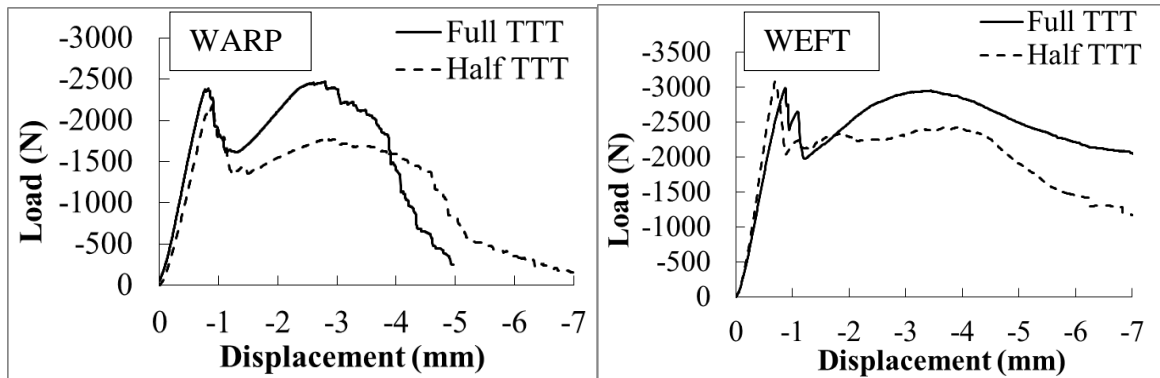 WARP
Full TTT
Half TTT
-3000
-2500
-2000
-1500
-1000
-500
0
Load (N)
0 -1 -2 -3 -4 -5 -6 -7
Displacement (mm)
WEFT
Full TTT
Half TTT
-3500
-3000
-2500
-2000
-1500
-1000
-500
0
Load (N)
0 -1 -2 -3 -4 -5 -6 -7
Displacement (mm)